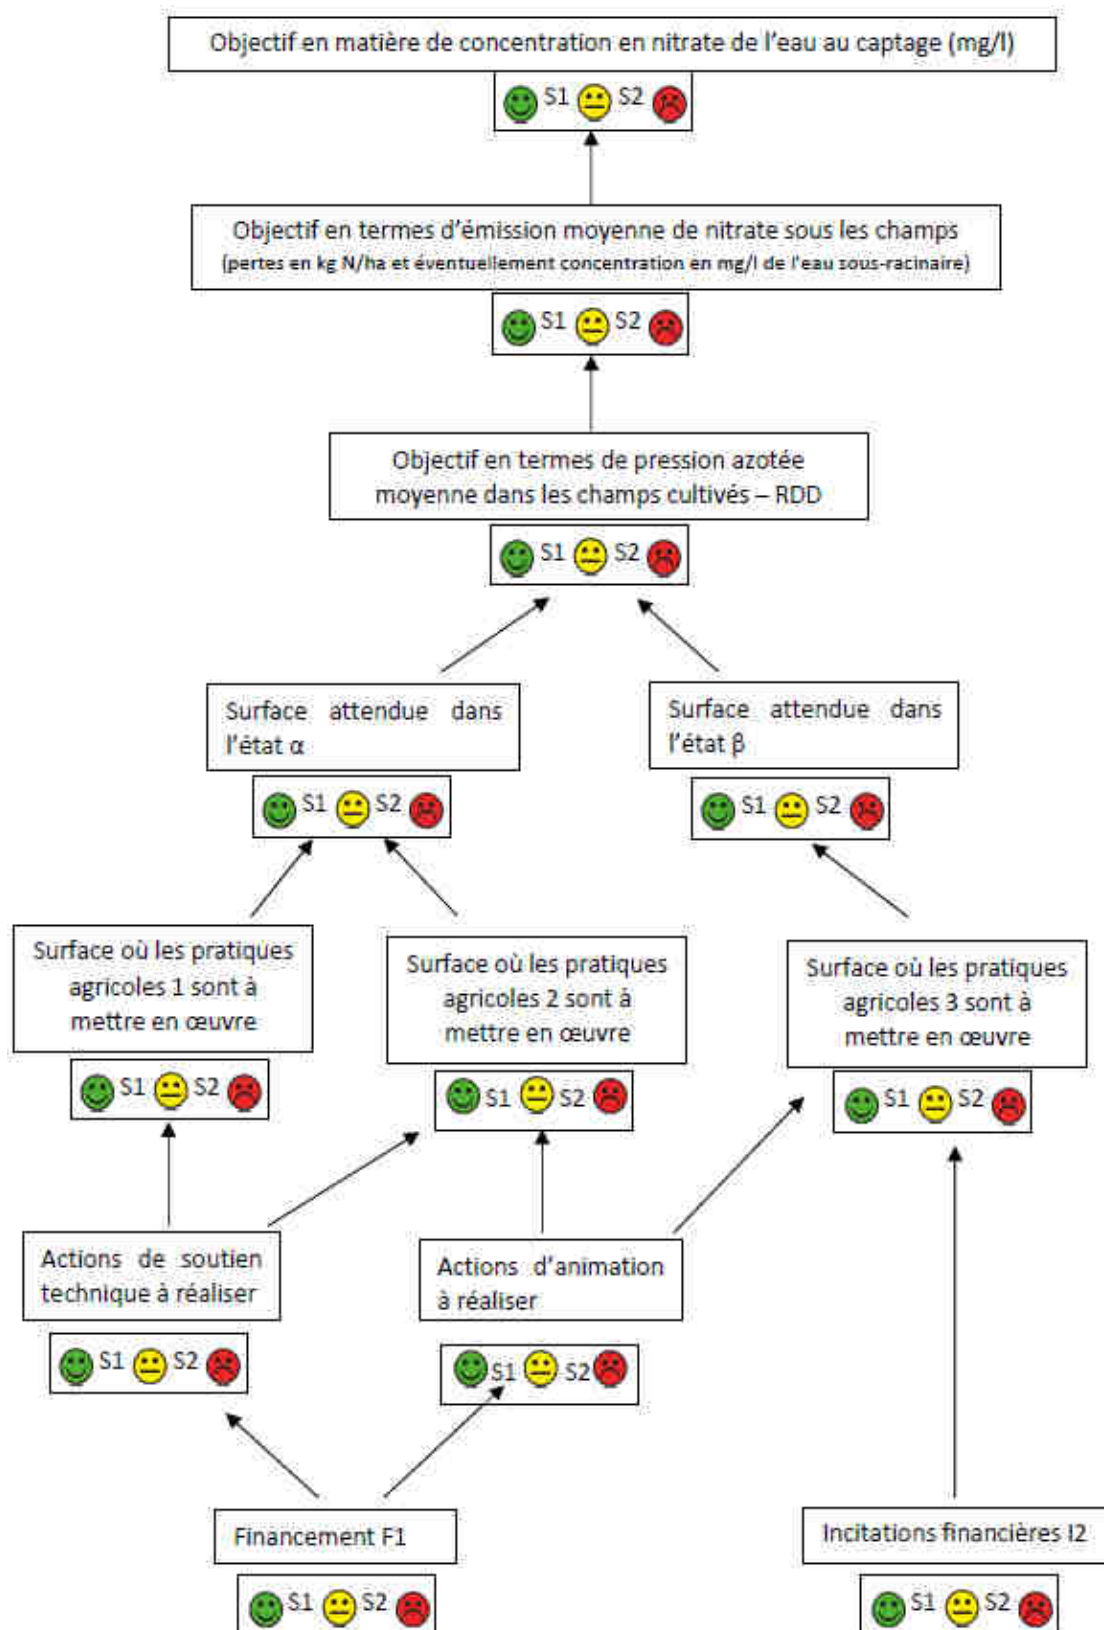 Objectif en matière de concentration en nitrate de l'eau au captage (mg/l)
S1 S2
Objectif en termes d'émission moyenne de nitrate sous les champs
(pertes en kg N/ha et éventuellement concentration en mg/l de l'eau sous-racinaire)
S1 S2
Objectif en termes de pression azotée
moyenne dans les champs cultivés – RDD
S1 S2
Surface attendue dans
l'état α
S1 S2
Surface attendue dans
l'état β
S1 S2
Surface où les pratiques
agricoles 1 sont à
mettre en œuvre
S1 S2
Surface où les pratiques
agricoles 2 sont à
mettre en œuvre
S1 S2
Surface où les pratiques
agricoles 3 sont à
mettre en œuvre
S1 S2
Actions de soutien
technique à réaliser
S1 S2
Actions d'animation
à réaliser
S1 S2
Financement F1
S1 S2
Incitations financières I2
S1 S2